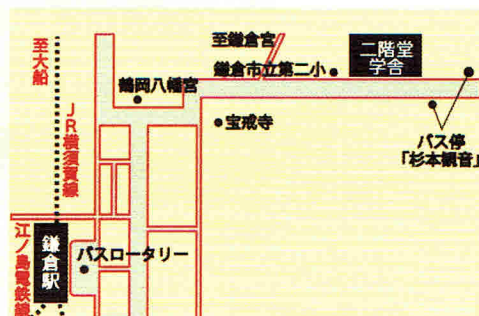 至大船
至鎌倉宮
二階堂
学舎
鎌倉市立第二小
鶴岡八幡宮
JR横須賀線
宝戒寺
バス停
「杉本観音」
江ノ島電鉄線
鎌倉駅
バスロータリー